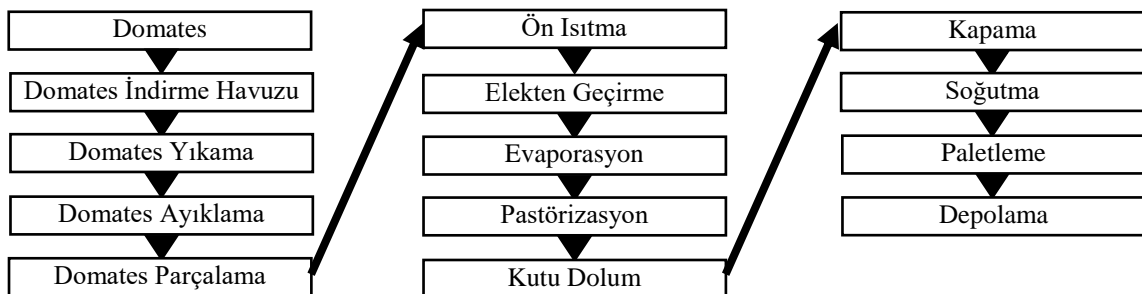 Domates
Domates İndirme Havuzu
Domates Yıkama
Domates Ayıklama
Domates Parçalama
Ön Isıtma
Elekten Geçirme
Evaporasyon
Pastörizasyon
Kutu Dolum
Kapama
Soğutma
Paletleme
Depolama